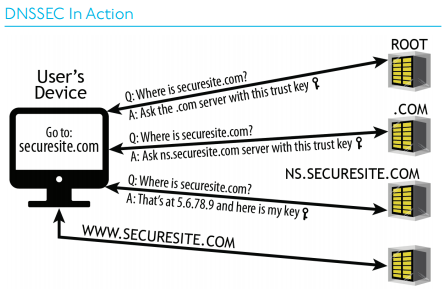 DNSSEC In Action
ROOT
User's
Device
Q: Where is securesite.com?
A: Ask the .com server with this trust key
.COM
Go to:
securesite.com
Q: Where is securesite.com?
A: Ask ns.securesite.com server with this trust key
NS.SECURESITE.COM
Q: Where is securesite.com?
A: That's at 5.6.78.9 and here is my key
WWW.SECURESITE.COM